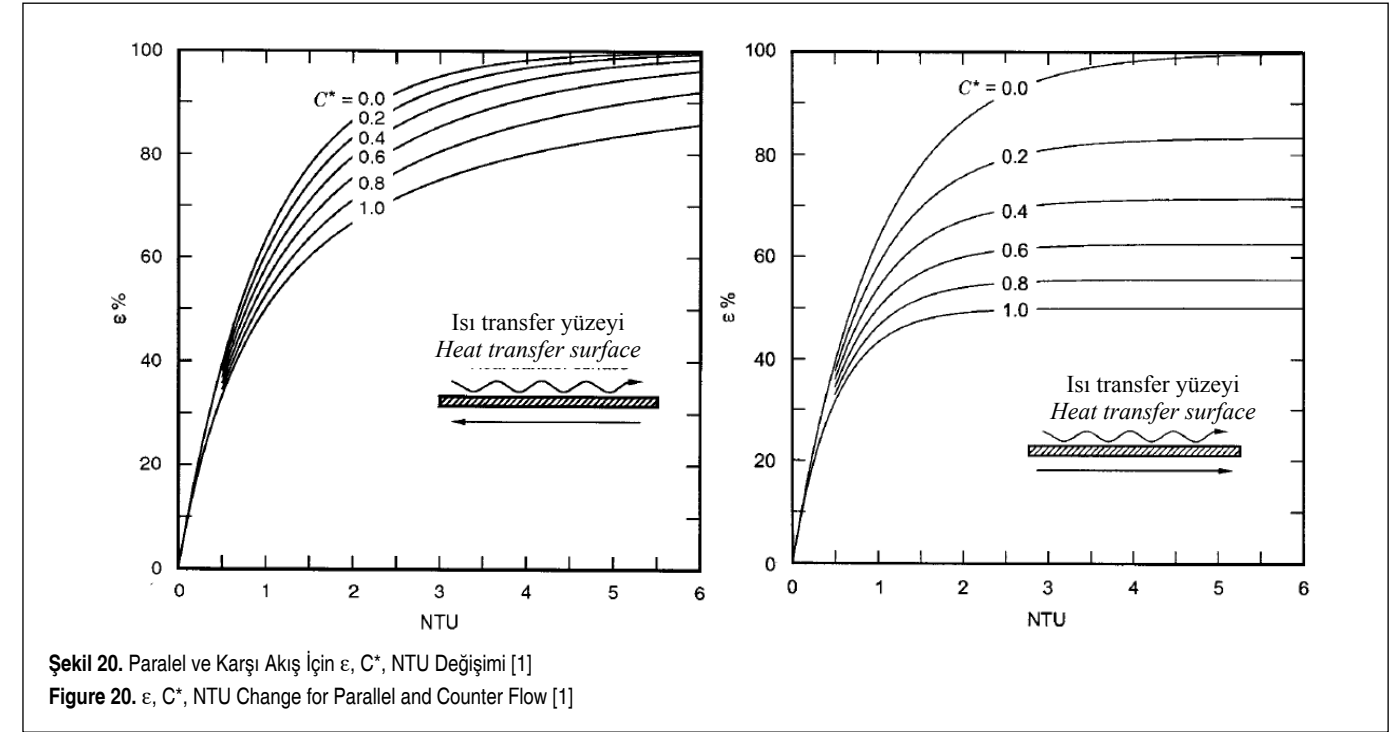 100
80
60
40
20
0
ε %
C* = 0.0
0.2
0.4
0.6
0.8
1.0
Isı transfer yüzeyi
Heat transfer surface
0 1 2 3 4 5 6
NTU
100
80
60
40
20
0
ε %
C* = 0.0
0.2
0.4
0.6
0.8
1.0
Isı transfer yüzeyi
Heat transfer surface
0 1 2 3 4 5 6
NTU
Şekil 20. Paralel ve Karşı Akış İçin ε, C*, NTU Değişimi [1]
Figure 20. ε, C*, NTU Change for Parallel and Counter Flow [1]